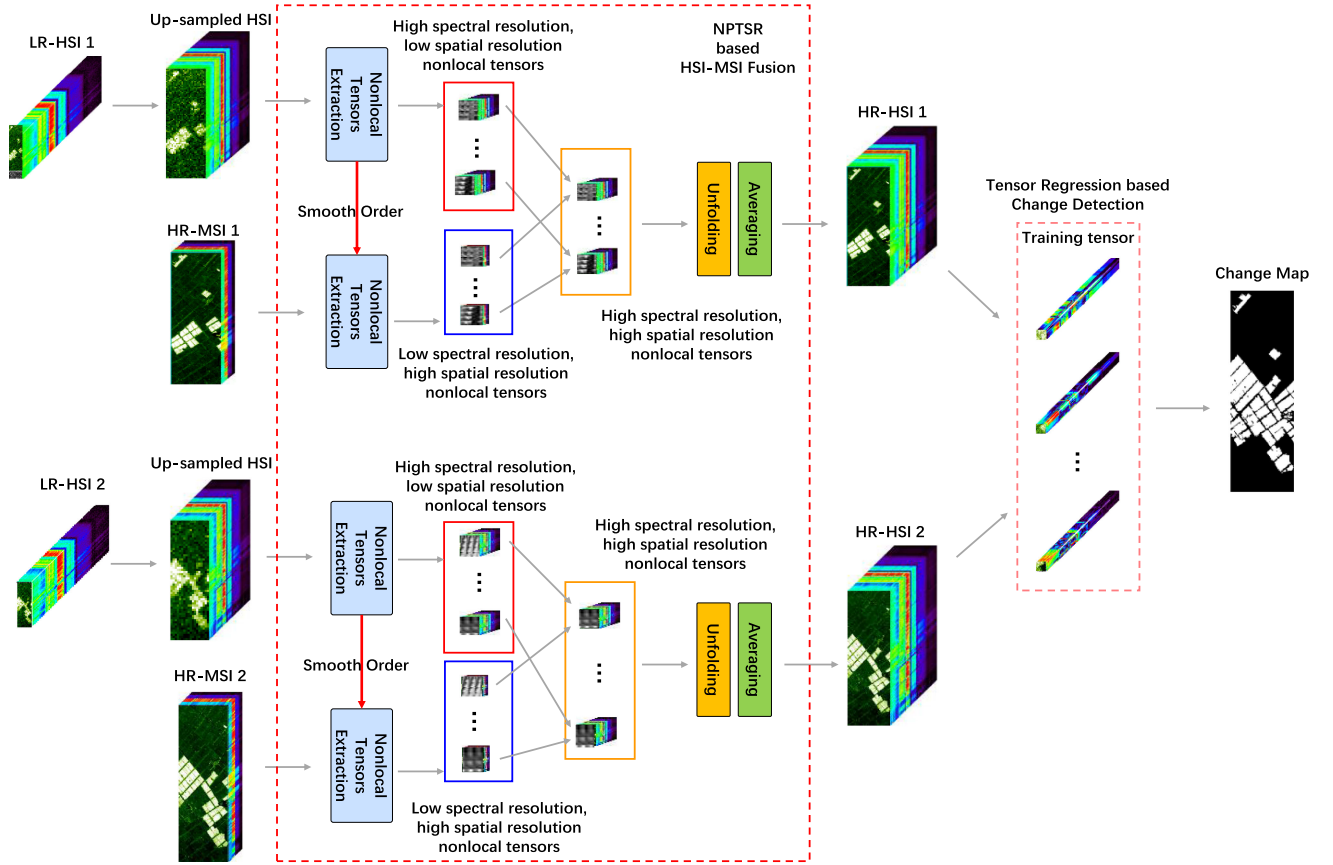 LR-HSI 1
Up-sampled HSI
High spectral resolution,
low spatial resolution
nonlocal tensors
NPTSR
based
HSI-MSI Fusion
Nonlocal
Tensors
Extraction
Smooth Order
HR-MSI 1
Nonlocal
Tensors
Extraction
Low spectral resolution,
high spatial resolution
nonlocal tensors
Unfolding
Averaging
High spectral resolution,
high spatial resolution
nonlocal tensors
HR-HSI 1
Tensor Regression based
Change Detection
Training tensor
Change Map
LR-HSI 2
Up-sampled HSI
High spectral resolution,
low spatial resolution
nonlocal tensors
Nonlocal
Tensors
Extraction
Smooth Order
HR-MSI 2
Nonlocal
Tensors
Extraction
Low spectral resolution,
high spatial resolution
nonlocal tensors
High spectral resolution,
high spatial resolution
nonlocal tensors
Unfolding
Averaging
HR-HSI 2